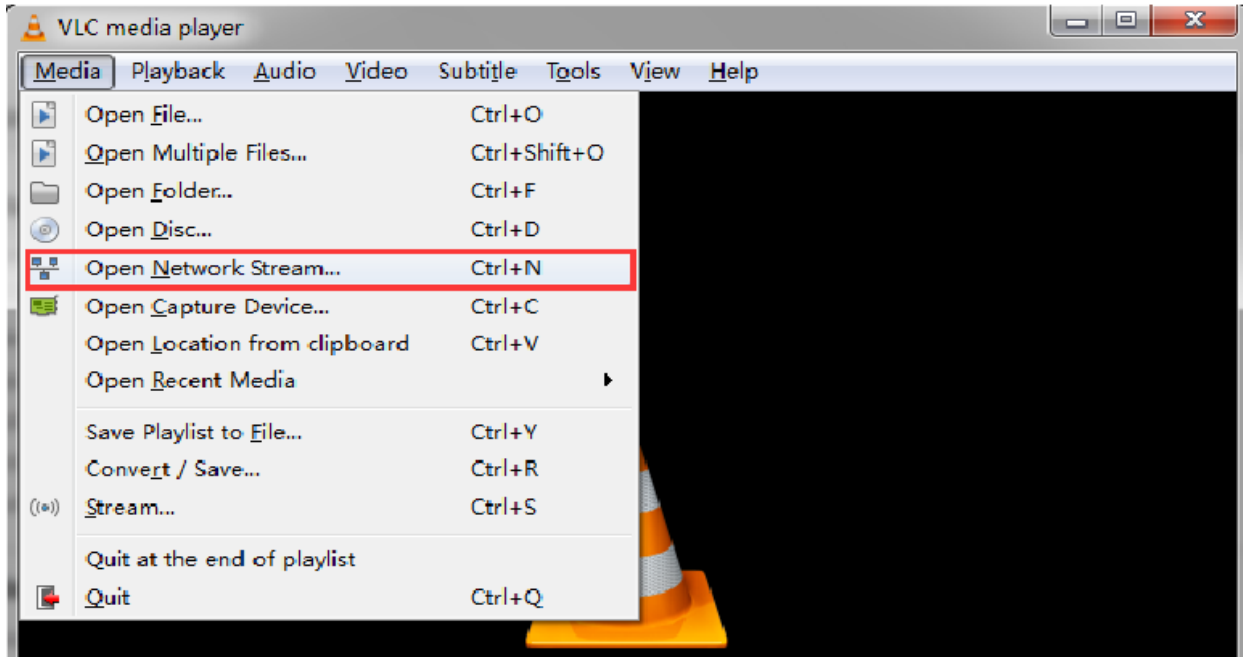 VLC media player
Media Playback Audio Video Subtitle Tools View Help
Open File... Ctrl+O
Open Multiple Files... Ctrl+Shift+O
Open Folder... Ctrl+F
Open Disc... Ctrl+D
Open Network Stream... Ctrl+N
Open Capture Device... Ctrl+C
Open Location from clipboard Ctrl+V
Open Recent Media
Save Playlist to File... Ctrl+Y
Convert / Save... Ctrl+R
Stream... Ctrl+S
Quit at the end of playlist
Quit Ctrl+Q